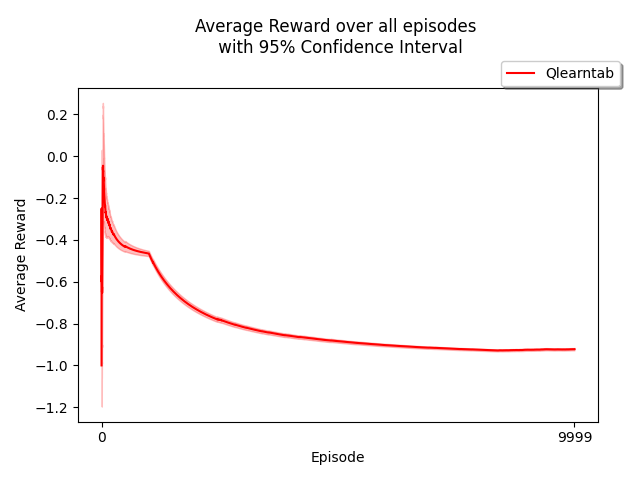 Average Reward over all episodes
with 95% Confidence Interval
Qlearntab
0.2
0.0
−0.2
−0.4
−0.6
−0.8
−1.0
−1.2
Average Reward
0
9999
Episode